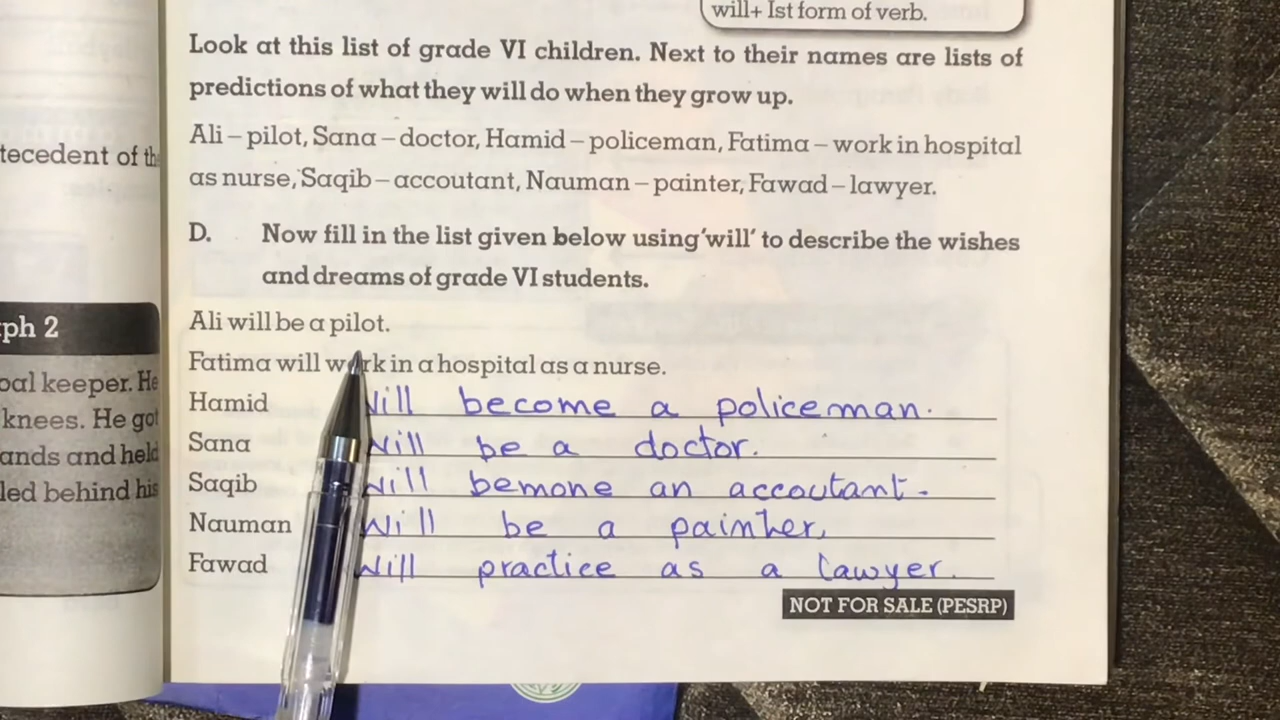 will+ Ist form of verb.
Look at this list of grade VI children. Next to their names are lists of
predictions of what they will do when they grow up.
Ali – pilot, Sana – doctor, Hamid – policeman, Fatima – work in hospital
as nurse, Saqib – accoutant, Nauman – painter, Fawad – lawyer.
D. Now fill in the list given below using 'will' to describe the wishes
and dreams of grade VI students.
Ali will be a pilot.
Fatima will work in a hospital as a nurse.
Hamid Will become a policeman.
Sana Will be a doctor.
Saqib Will bemone an accoutant.
Nauman Will be a painter,
Fawad Will practice as a lawyer.
NOT FOR SALE (PESRP)
tecedent of th
ph 2
oal keeper. He
knees. He got
ands and held
led behind his